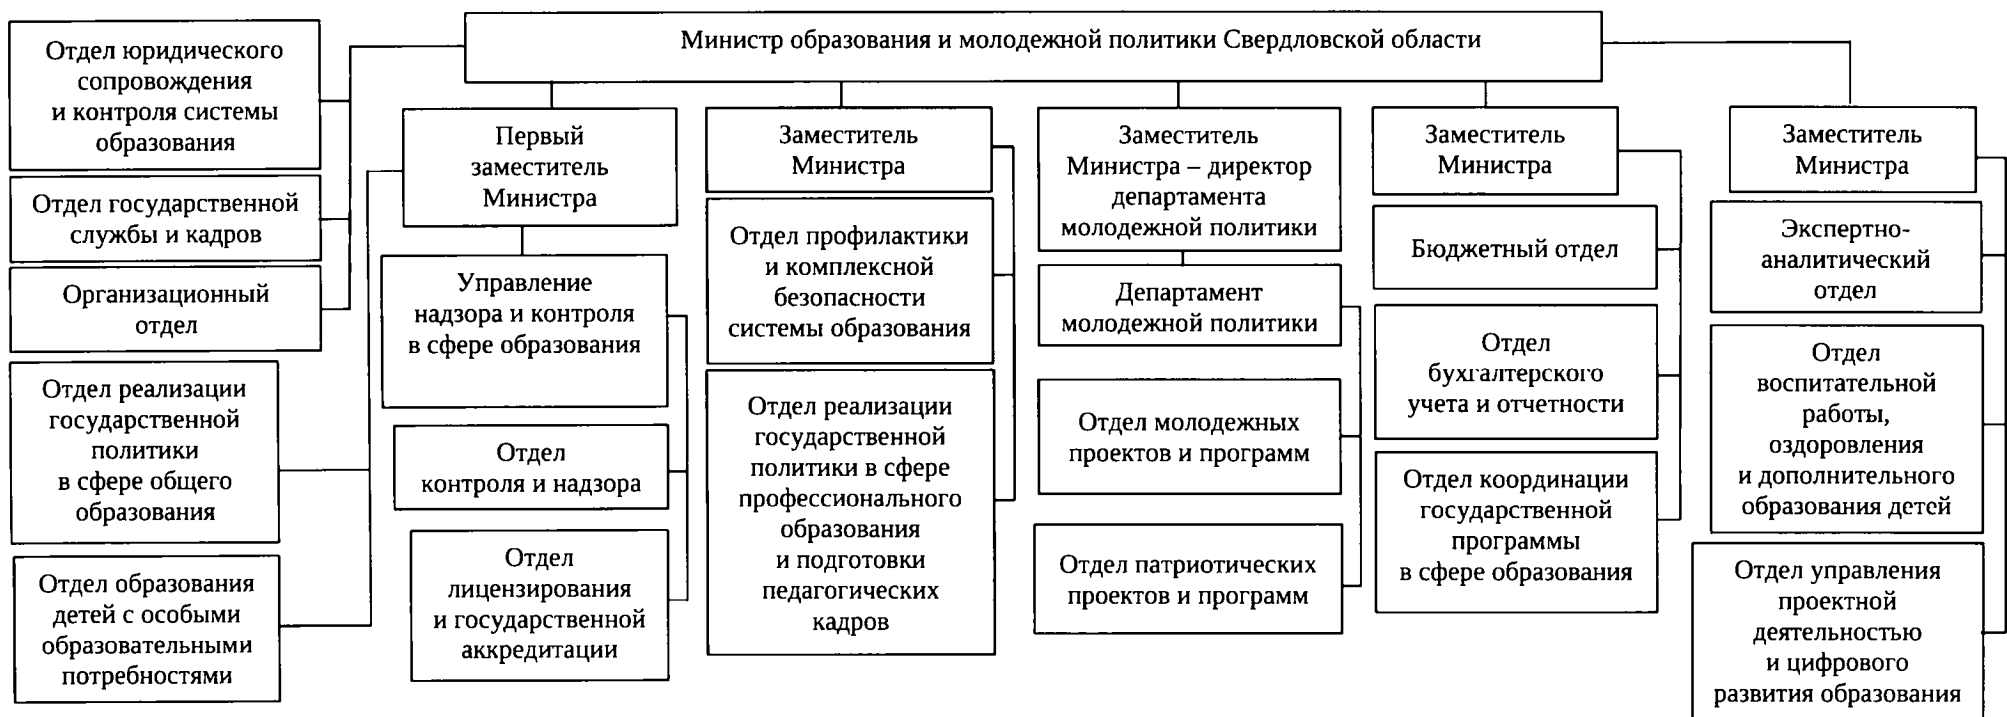 Министр образования и молодежной политики Свердловской области
Отдел юридического
сопровождения
и контроля системы
образования
Отдел государственной
службы и кадров
Организационный
отдел
Отдел реализации
государственной
политики
в сфере общего
образования
Отдел образования
детей с особыми
образовательными
потребностями
Первый
заместитель
Министра
Управление
надзора и контроля
в сфере образования
Отдел
контроля и надзора
Отдел
лицензирования
и государственной
аккредитации
Заместитель
Министра
Отдел профилактики
и комплексной
безопасности
системы образования
Отдел реализации
государственной
политики в сфере
профессионального
образования
и подготовки
педагогических
кадров
Заместитель
Министра – директор
департамента
молодежной политики
Департамент
молодежной политики
Отдел молодежных
проектов и программ
Отдел патриотических
проектов и программ
Заместитель
Министра
Бюджетный отдел
Отдел
бухгалтерского
учета и отчетности
Отдел координации
государственной
программы
в сфере образования
Заместитель
Министра
Экспертно-
аналитический
отдел
Отдел
воспитательной
работы,
оздоровления
и дополнительного
образования детей
Отдел управления
проектной
деятельностью
и цифрового
развития образования